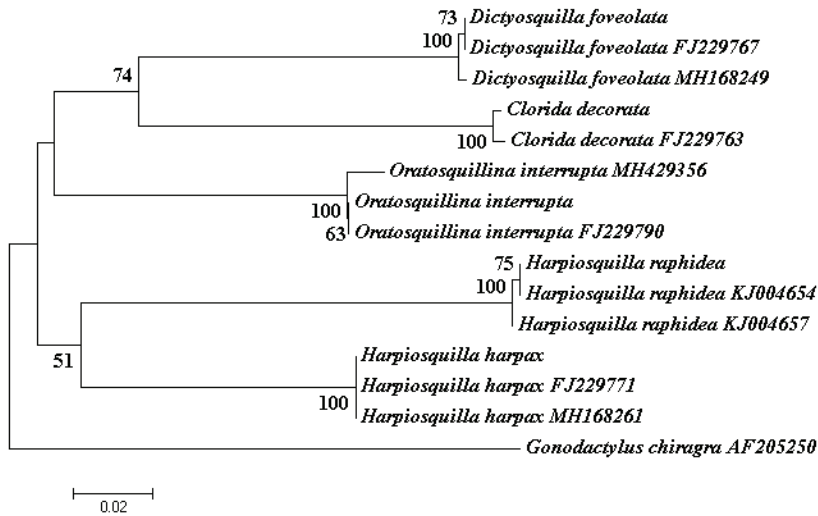 73 Dictyosquilla foveolata
100 Dictyosquilla foveolata FJ229767
74 Dictyosquilla foveolata MH168249
Clorida decorata
100 Clorida decorata FJ229763
Oratosquillina interrupta MH429356
100 Oratosquillina interrupta
63 Oratosquillina interrupta FJ229790
75 Harpiosquilla raphidea
100 Harpiosquilla raphidea KJ004654
Harpiosquilla raphidea KJ004657
51 Harpiosquilla harpax
Harpiosquilla harpax FJ229771
100 Harpiosquilla harpax MH168261
Gonodactylus chiragra AF205250
0.02